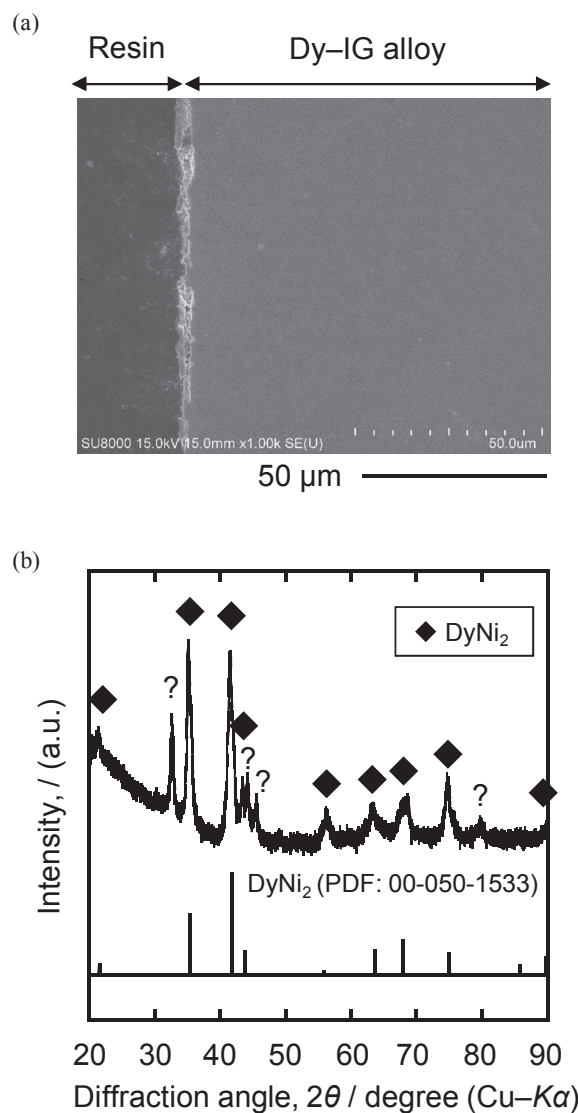 (a)
Resin Dy–IG alloy
SU8000 15.0kV 15.0mm x1.00k SE(U) 50.0um
50 μm
(b)
◆ DyNi₂
?
?
?
?
DyNi₂ (PDF: 00-050-1533)
Intensity, I (a.u.)
20 30 40 50 60 70 80 90
Diffraction angle, 2θ / degree (Cu–Kα)